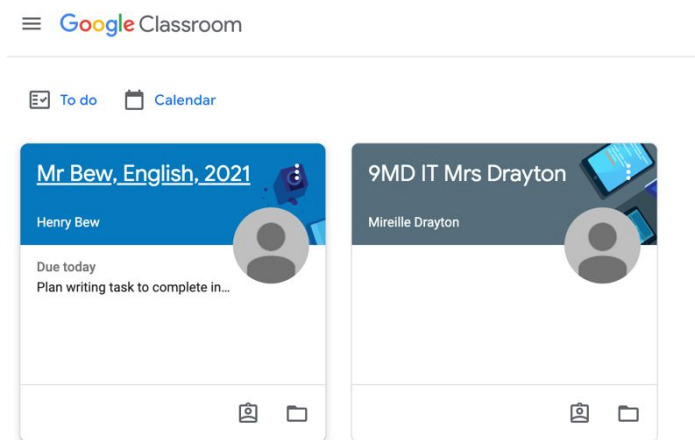 Google Classroom
To do Calendar
Mr Bew, English, 2021
Henry Bew
Due today
Plan writing task to complete in...
9MD IT Mrs Drayton
Mireille Drayton